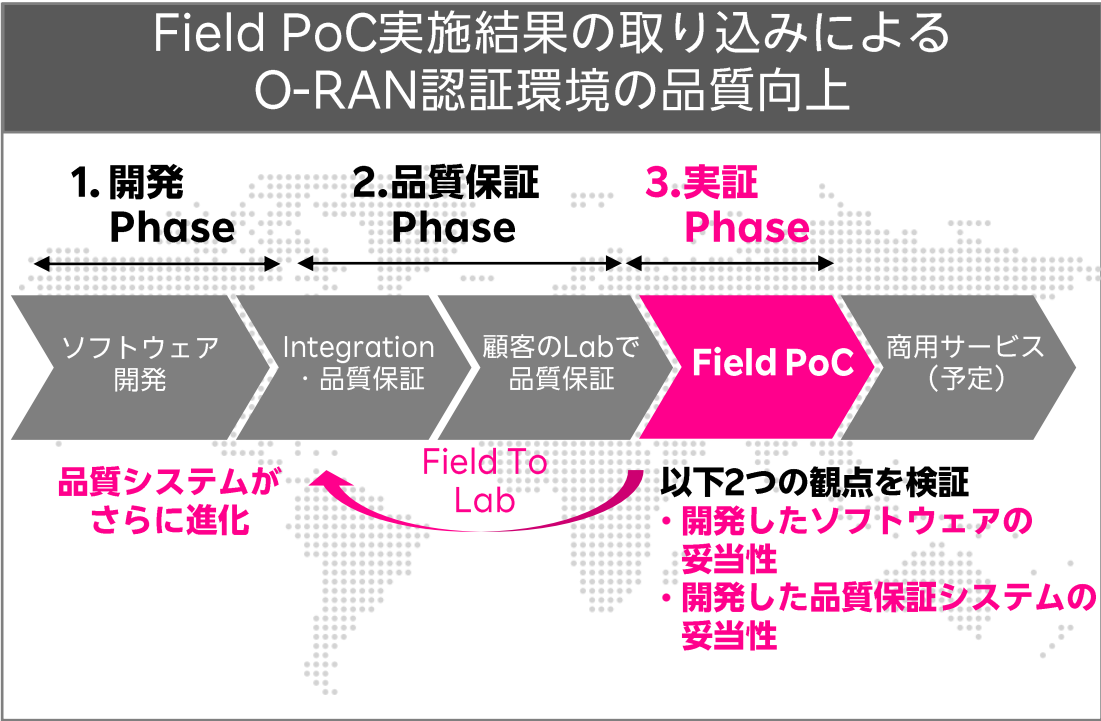 Field PoC実施結果の取り込みによる
O-RAN認証環境の品質向上
1. 開発
Phase
2.品質保証
Phase
3.実証
Phase
ソフトウェア
開発
Integration
・品質保証
顧客のLabで
品質保証
Field PoC
商用サービス
(予定)
品質システムが
さらに進化
Field To
Lab
以下2つの観点を検証
・開発したソフトウェアの
妥当性
・開発した品質保証システムの
妥当性